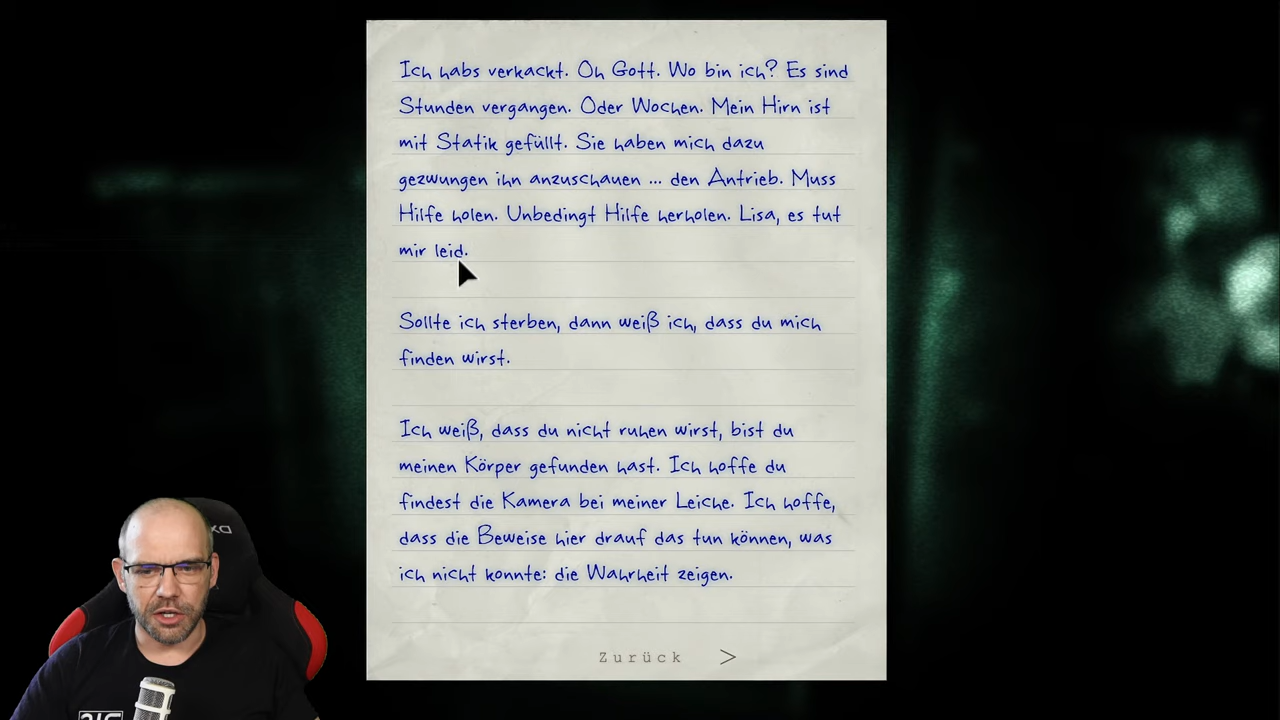 Ich habs verkackt. Oh Gott. Wo bin ich? Es sind
Stunden vergangen. Oder Wochen. Mein Hirn ist
mit Statik gefüllt. Sie haben mich dazu
gezwungen ihn anzuschauen ... den Antrieb. Muss
Hilfe holen. Unbedingt Hilfe herholen. Lisa, es tut
mir leid.
Sollte ich sterben, dann weiß ich, dass du mich
finden wirst.
Ich weiß, dass du nicht ruhen wirst, bist du
meinen Körper gefunden hast. Ich hoffe du
findest die Kamera bei meiner Leiche. Ich hoffe,
dass die Beweise hier drauf das tun können, was
ich nicht konnte: die Wahrheit zeigen.
Zurück >